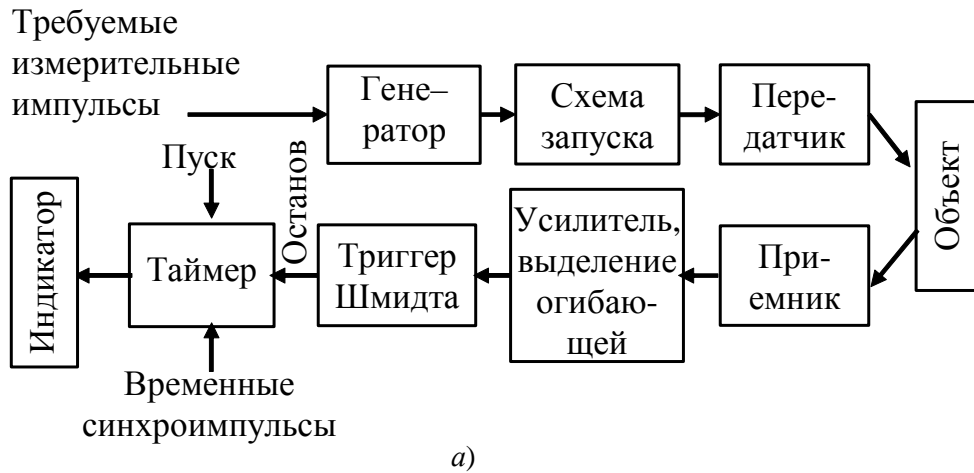 Требуемые
измерительные
импульсы
Гене–
ратор
Схема
запуска
Пере-
датчик
Объект
Пуск
Останов
Индикатор
Таймер
Триггер
Шмидта
Усилитель,
выделение
огибаю-
щей
При-
емник
Временные
синхроимпульсы
а)